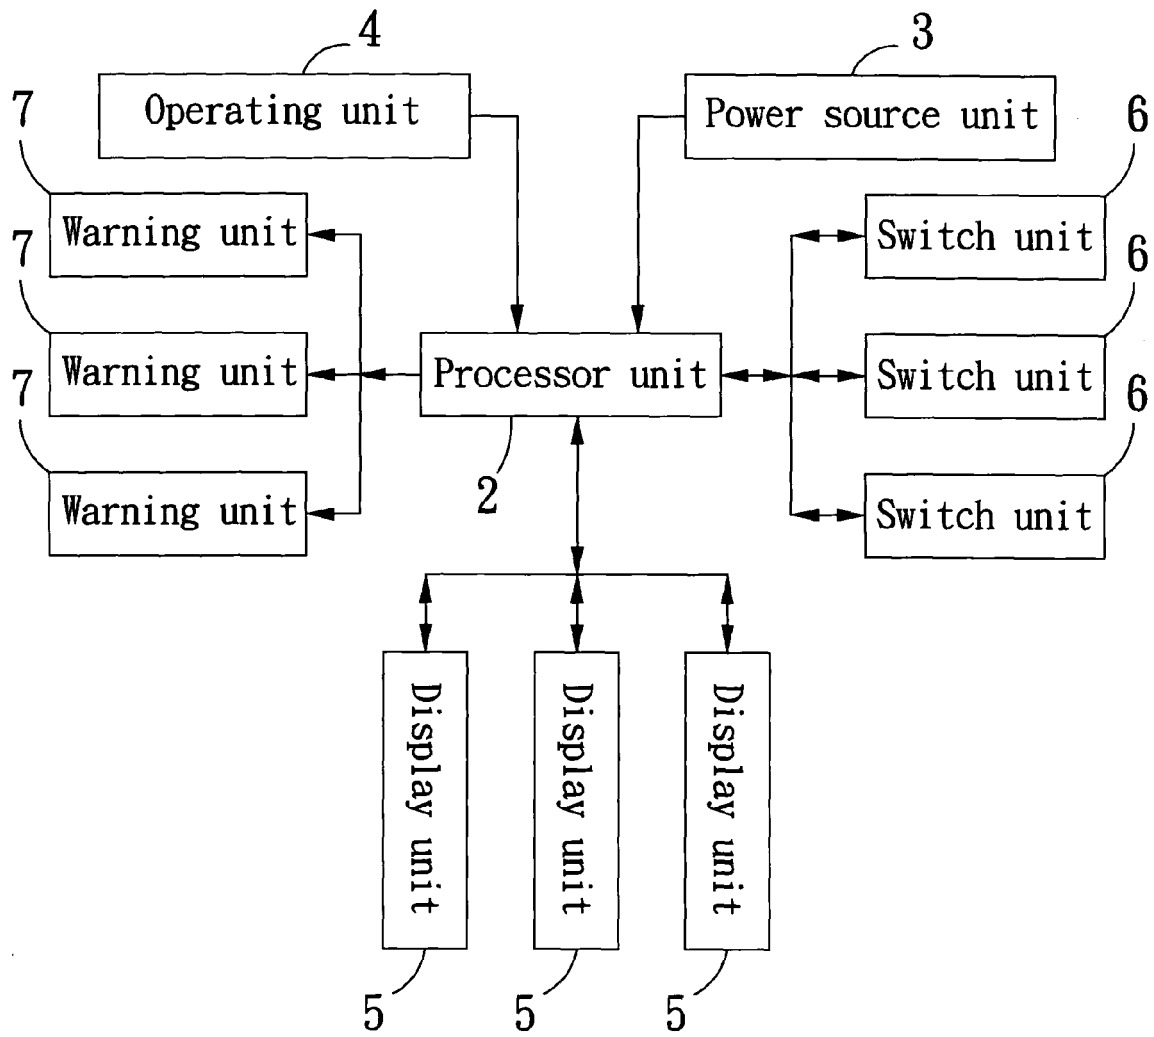 4
3
Operating unit
Power source unit
7
6
Warning unit
Switch unit
7
6
Warning unit
Processor unit
Switch unit
7
6
2
Warning unit
Switch unit
Display unit
Display unit
Display unit
5
5
5